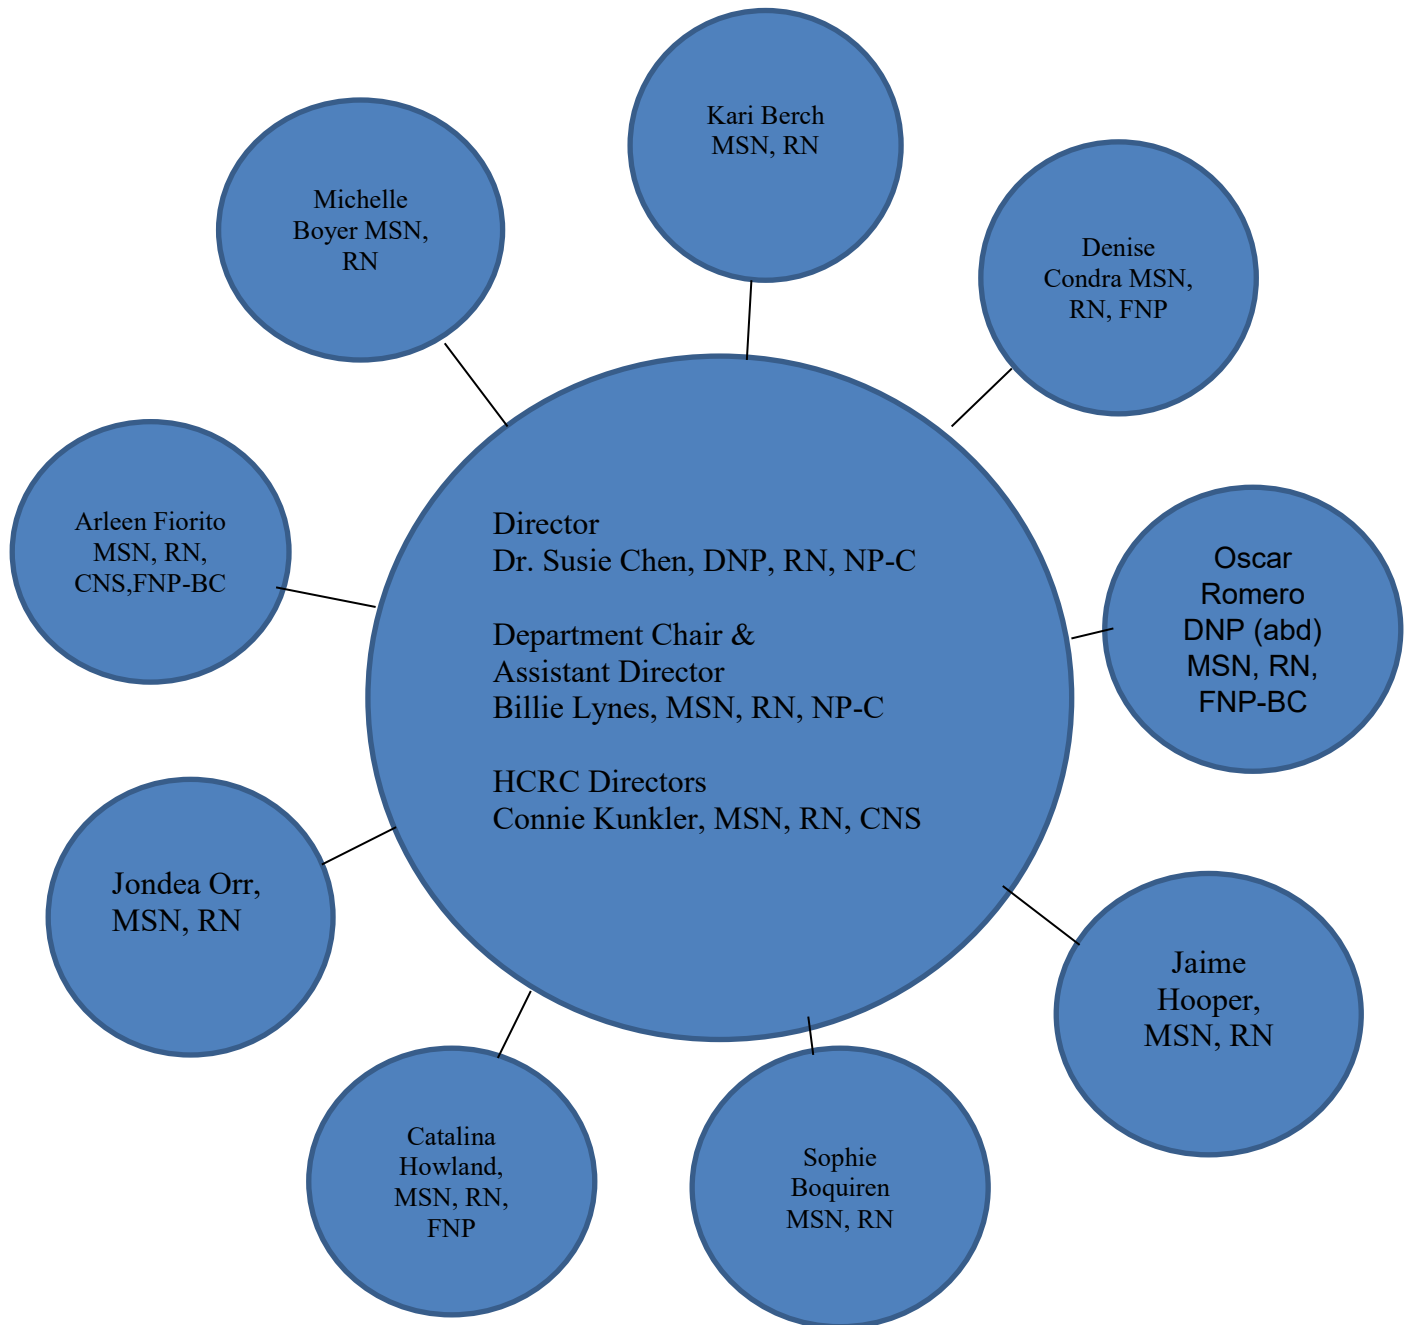 Kari Berch
MSN, RN
Michelle
Boyer MSN,
RN
Denise
Condra MSN,
RN, FNP
Arleen Fiorito
MSN, RN,
CNS,FNP-BC
Director
Dr. Susie Chen, DNP, RN, NP-C
Department Chair &
Assistant Director
Billie Lynes, MSN, RN, NP-C
HCRC Directors
Connie Kunkler, MSN, RN, CNS
Oscar
Romero
DNP (abd)
MSN, RN,
FNP-BC
Jondea Orr,
MSN, RN
Jaime
Hooper,
MSN, RN
Catalina
Howland,
MSN, RN,
FNP
Sophie
Boquiren
MSN, RN